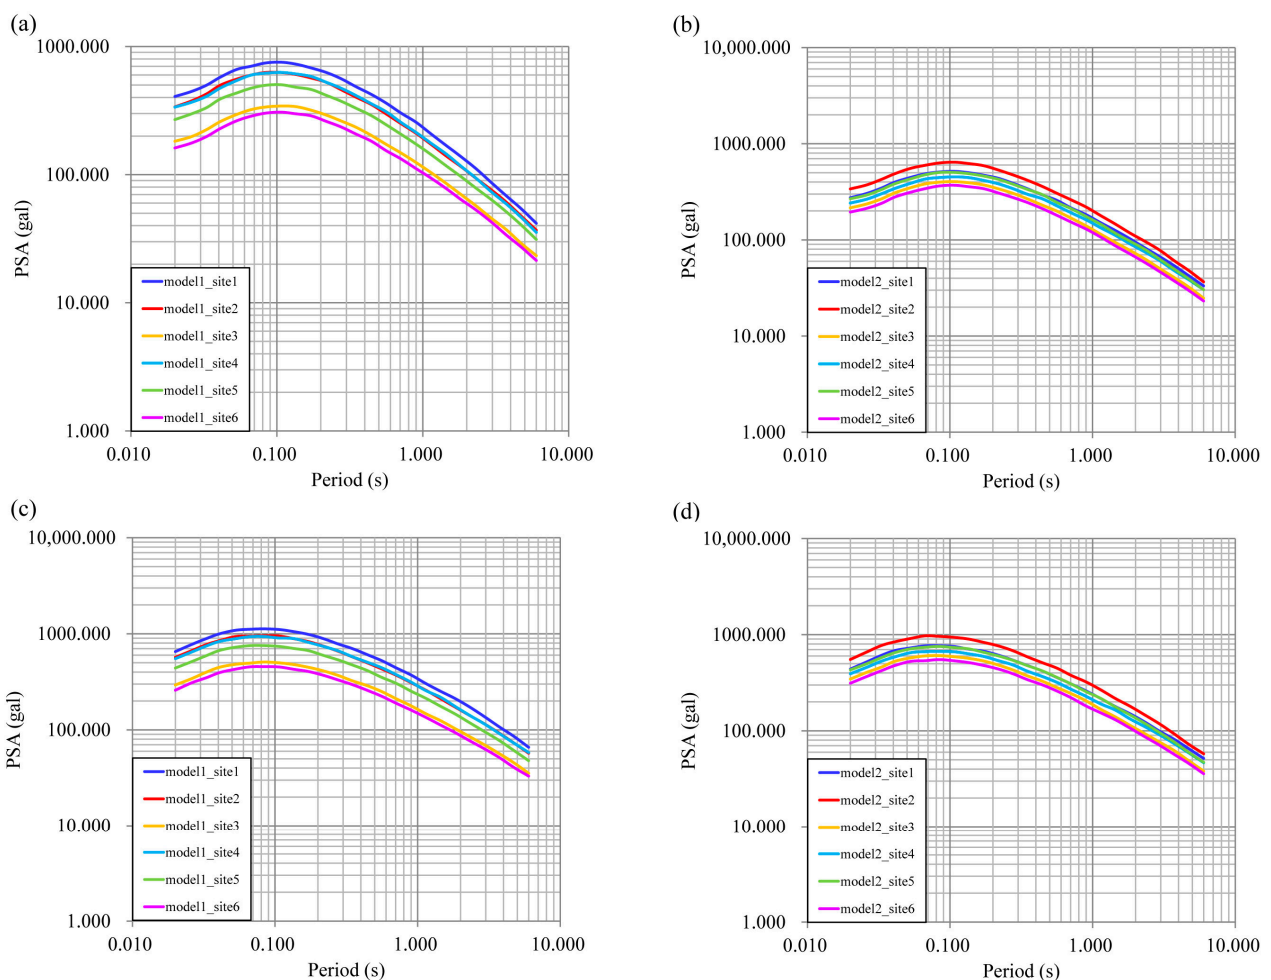 (a)
1000.000
100.000
10.000
1.000
PSA (gal)
model1_site1
model1_site2
model1_site3
model1_site4
model1_site5
model1_site6
0.010
0.100
1.000
10.000
Period (s)
(b)
10,000.000
1000.000
100.000
10.000
1.000
PSA (gal)
model2_site1
model2_site2
model2_site3
model2_site4
model2_site5
model2_site6
0.010
0.100
1.000
10.000
Period (s)
(c)
10,000.000
1000.000
100.000
10.000
1.000
PSA (gal)
model1_site1
model1_site2
model1_site3
model1_site4
model1_site5
model1_site6
0.010
0.100
1.000
10.000
Period (s)
(d)
10,000.000
1000.000
100.000
10.000
1.000
PSA (gal)
model2_site1
model2_site2
model2_site3
model2_site4
model2_site5
model2_site6
0.010
0.100
1.000
10.000
Period (s)